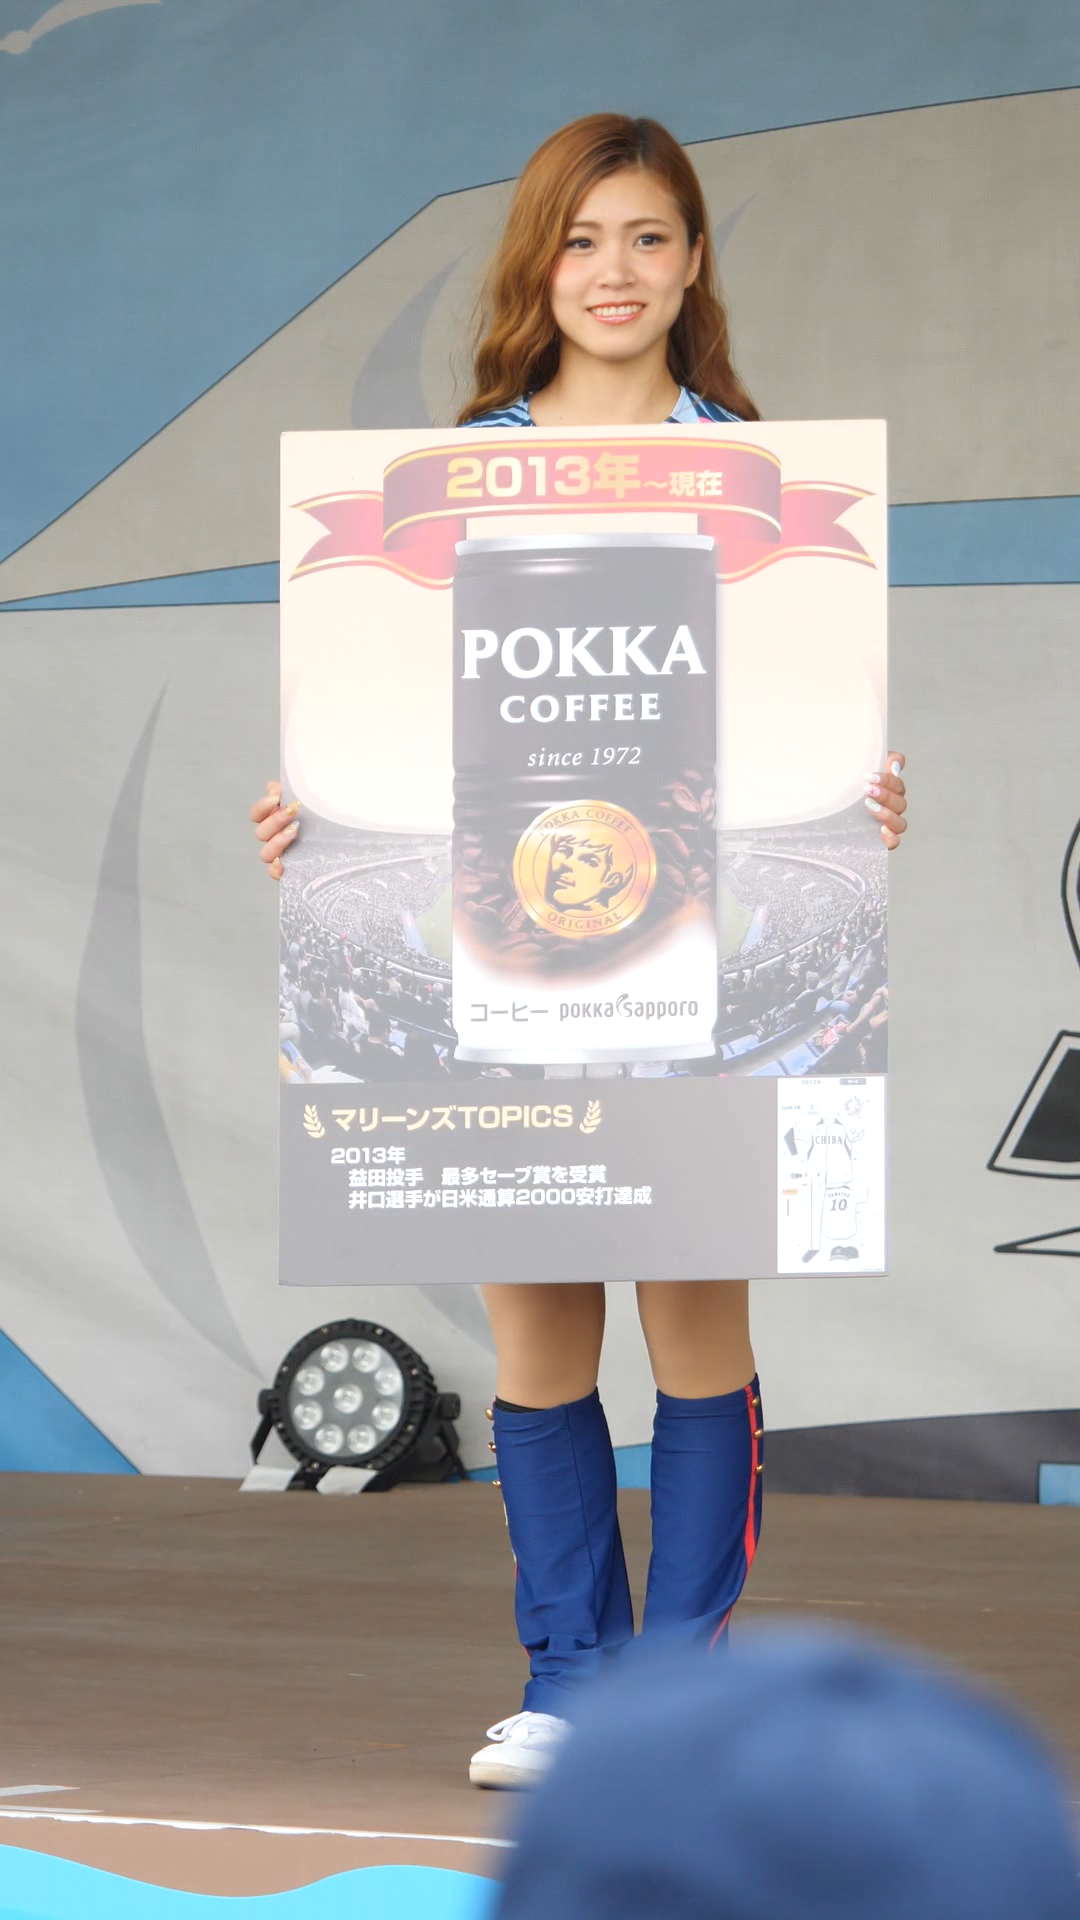 2013年～現在
POKKA
COFFEE
since 1972
POKKA COFFEE
ORIGINAL
コーヒー pokka sapporo
マリーンズTOPICS
2013年
益田投手 最多セーブ賞を受賞
井口選手が日米通算2000安打達成
CHIBA
10